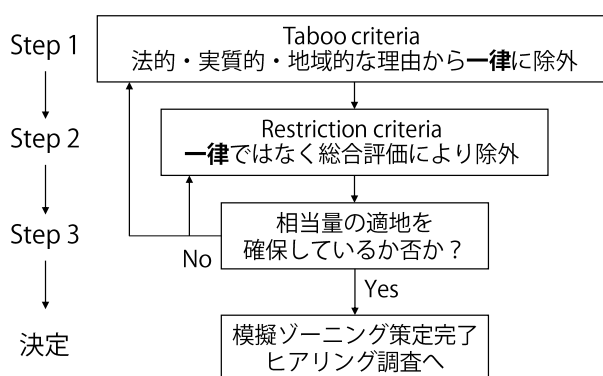 Step 1
Taboo criteria
法的・実質的・地域的な理由から一律に除外
Step 2
Restriction criteria
一律ではなく総合評価により除外
Step 3
相当量の適地を
確保しているか否か？
No
Yes
決定
模擬ゾーニング策定完了
ヒアリング調査へ